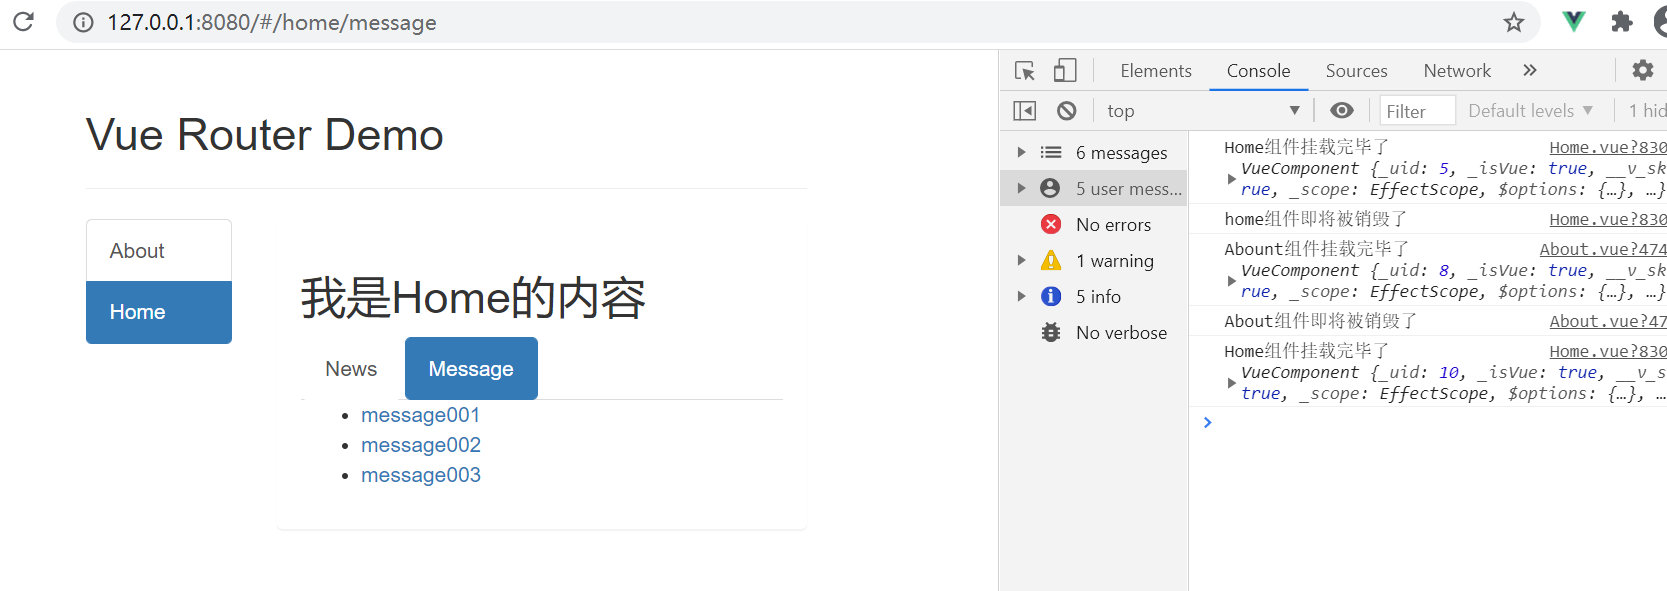 127.0.0.1:8080/#/home/message
Vue Router Demo
About
Home
我是Home的内容
News
Message
message001
message002
message003
Elements
Console
Sources
Network
top
Filter
Default levels
1 hid
6 messages
5 user mess...
No errors
1 warning
5 info
No verbose
Home组件挂载完毕了 Home.vue?830
VueComponent {_uid: 5, _isVue: true, __v_sk
rue, _scope: EffectScope, $options: {…}, …}
home组件即将被销毁了 Home.vue?830
Abount组件挂载完毕了 About.vue?474
VueComponent {_uid: 8, _isVue: true, __v_sk
rue, _scope: EffectScope, $options: {…}, …}
About组件即将被销毁了 About.vue?47
Home组件挂载完毕了 Home.vue?830
VueComponent {_uid: 10, _isVue: true, __v_s
true, _scope: EffectScope, $options: {…}, …